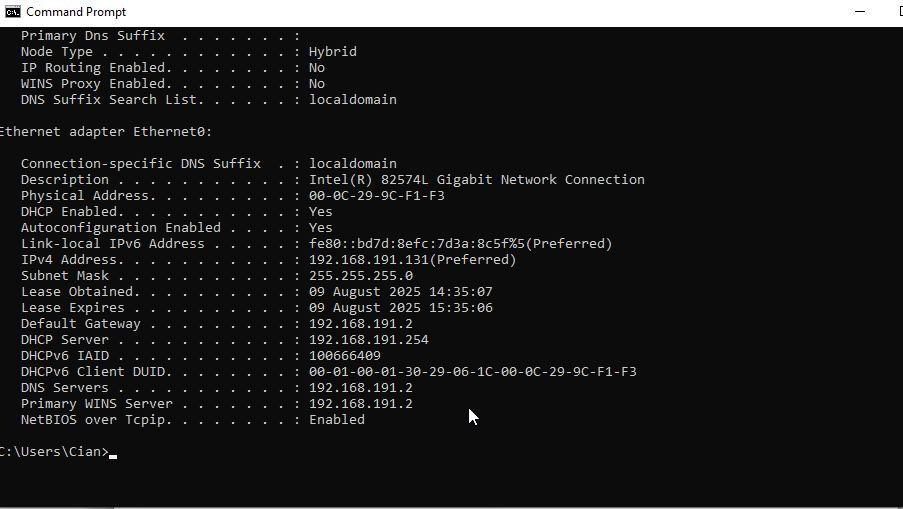 Command Prompt
Primary Dns Suffix . . . . . . . :
Node Type . . . . . . . . . . . . : Hybrid
IP Routing Enabled. . . . . . . . : No
WINS Proxy Enabled. . . . . . . . : No
DNS Suffix Search List. . . . . . : localdomain
Ethernet adapter Ethernet0:
Connection-specific DNS Suffix . : localdomain
Description . . . . . . . . . . . : Intel(R) 82574L Gigabit Network Connection
Physical Address. . . . . . . . . : 00-0C-29-9C-F1-F3
DHCP Enabled. . . . . . . . . . . : Yes
Autoconfiguration Enabled . . . . : Yes
Link-local IPv6 Address . . . . . : fe80::bd7d:8efc:7d3a:8c5f%5(Preferred)
IPv4 Address. . . . . . . . . . . : 192.168.191.131(Preferred)
Subnet Mask . . . . . . . . . . . : 255.255.255.0
Lease Obtained. . . . . . . . . . : 09 August 2025 14:35:07
Lease Expires . . . . . . . . . . : 09 August 2025 15:35:06
Default Gateway . . . . . . . . . : 192.168.191.2
DHCP Server . . . . . . . . . . . : 192.168.191.254
DHCPv6 IAID . . . . . . . . . . . : 100666409
DHCPv6 Client DUID. . . . . . . . : 00-01-00-01-30-29-06-1C-00-0C-29-9C-F1-F3
DNS Servers . . . . . . . . . . . : 192.168.191.2
Primary WINS Server . . . . . . . : 192.168.191.2
NetBIOS over Tcpip. . . . . . . . : Enabled
C:\Users\Cian>